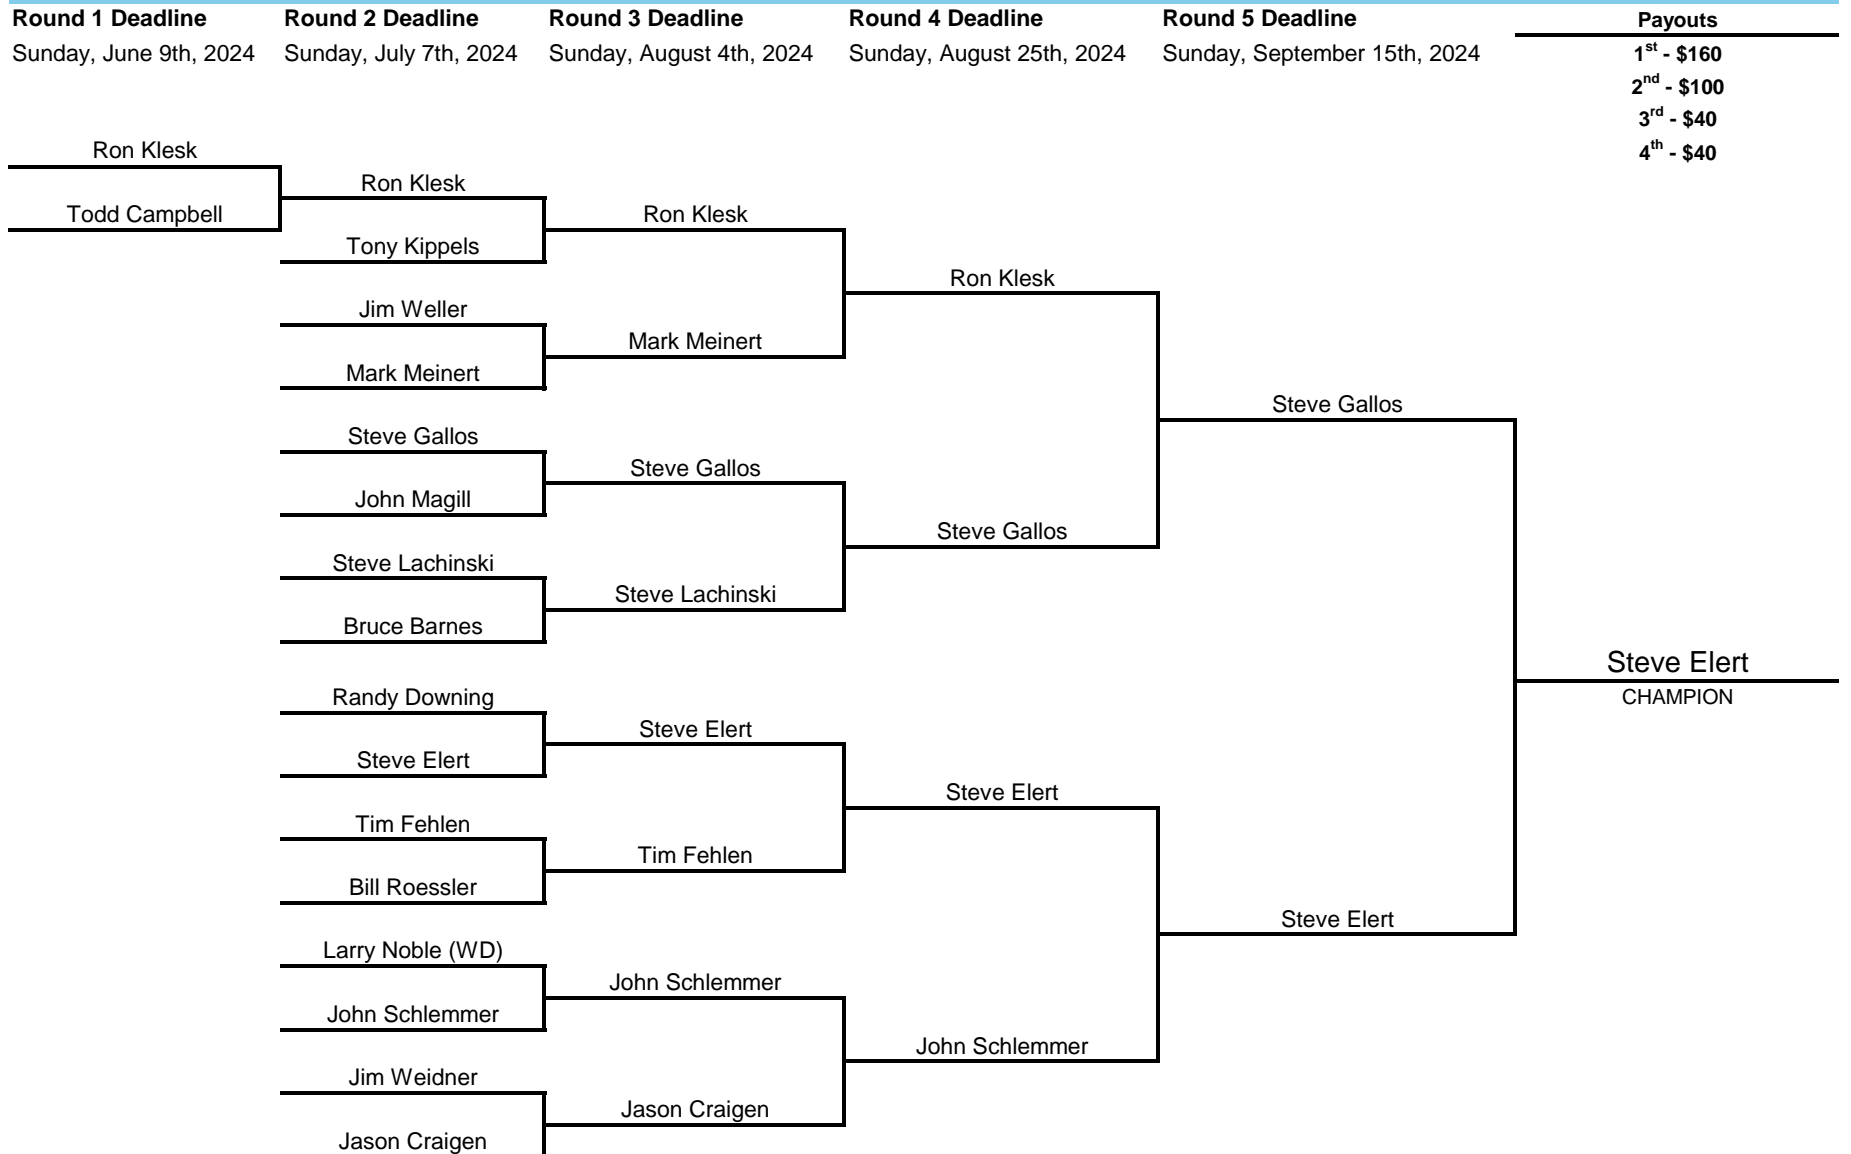 Round 1 Deadline Round 2 Deadline Round 3 Deadline Round 4 Deadline Round 5 Deadline Payouts
Sunday, June 9th, 2024 Sunday, July 7th, 2024 Sunday, August 4th, 2024 Sunday, August 25th, 2024 Sunday, September 15th, 2024 1st - $160
2nd - $100
3rd - $40
Ron Klesk 4th - $40
Ron Klesk
Todd Campbell Ron Klesk
Tony Kippels
Ron Klesk
Jim Weller
Mark Meinert
Mark Meinert
Steve Gallos
Steve Gallos
Steve Gallos
John Magill
Steve Gallos
Steve Lachinski
Steve Lachinski
Bruce Barnes
Steve Elert
Randy Downing CHAMPION
Steve Elert
Steve Elert
Steve Elert
Tim Fehlen
Tim Fehlen
Bill Roessler
Steve Elert
Larry Noble (WD)
John Schlemmer
John Schlemmer
John Schlemmer
Jim Weidner
Jason Craigen
Jason Craigen